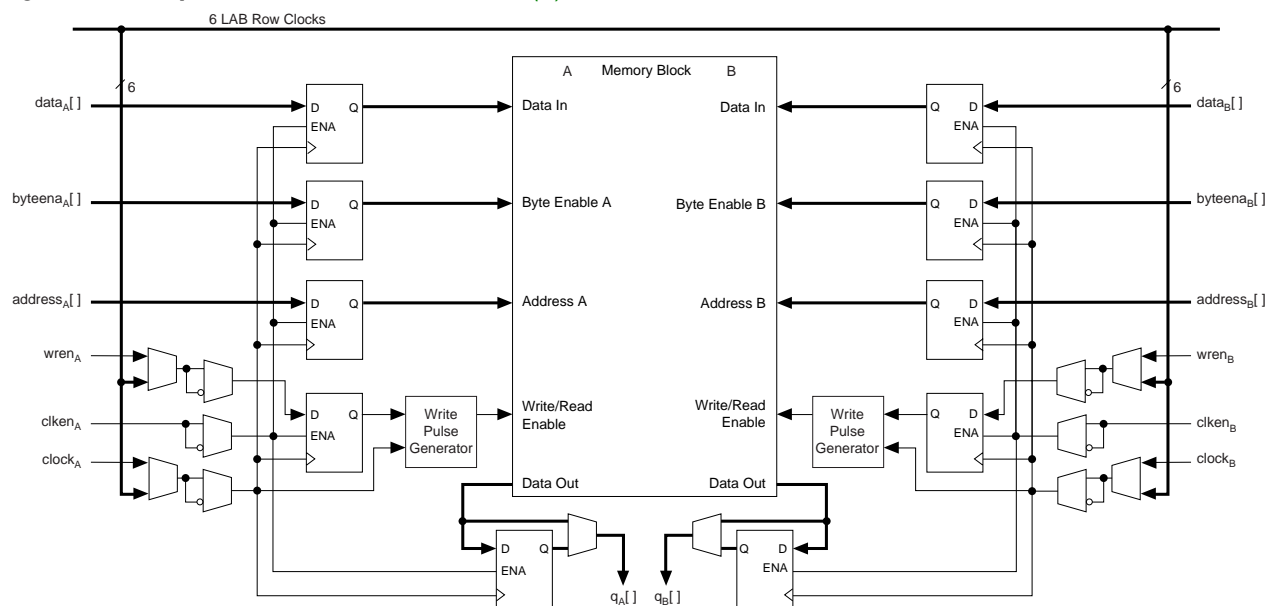 6 LAB Row Clocks
A Memory Block B
6
6
data_A[ ]
D Q
Data In
Data In
Q D
data_B[ ]
ENA
ENA
byteena_A[ ]
D Q
Byte Enable A
Byte Enable B
Q D
byteena_B[ ]
ENA
ENA
address_A[ ]
D Q
Address A
Address B
Q D
address_B[ ]
ENA
ENA
wren_A
wren_B
D Q
Write/Read
Enable
Write/Read
Enable
Q D
clken_A
ENA
Write
Pulse
Generator
Write
Pulse
Generator
ENA
clken_B
clock_A
clock_B
Data Out
Data Out
D Q
Q D
ENA
ENA
q_A[ ]
q_B[ ]